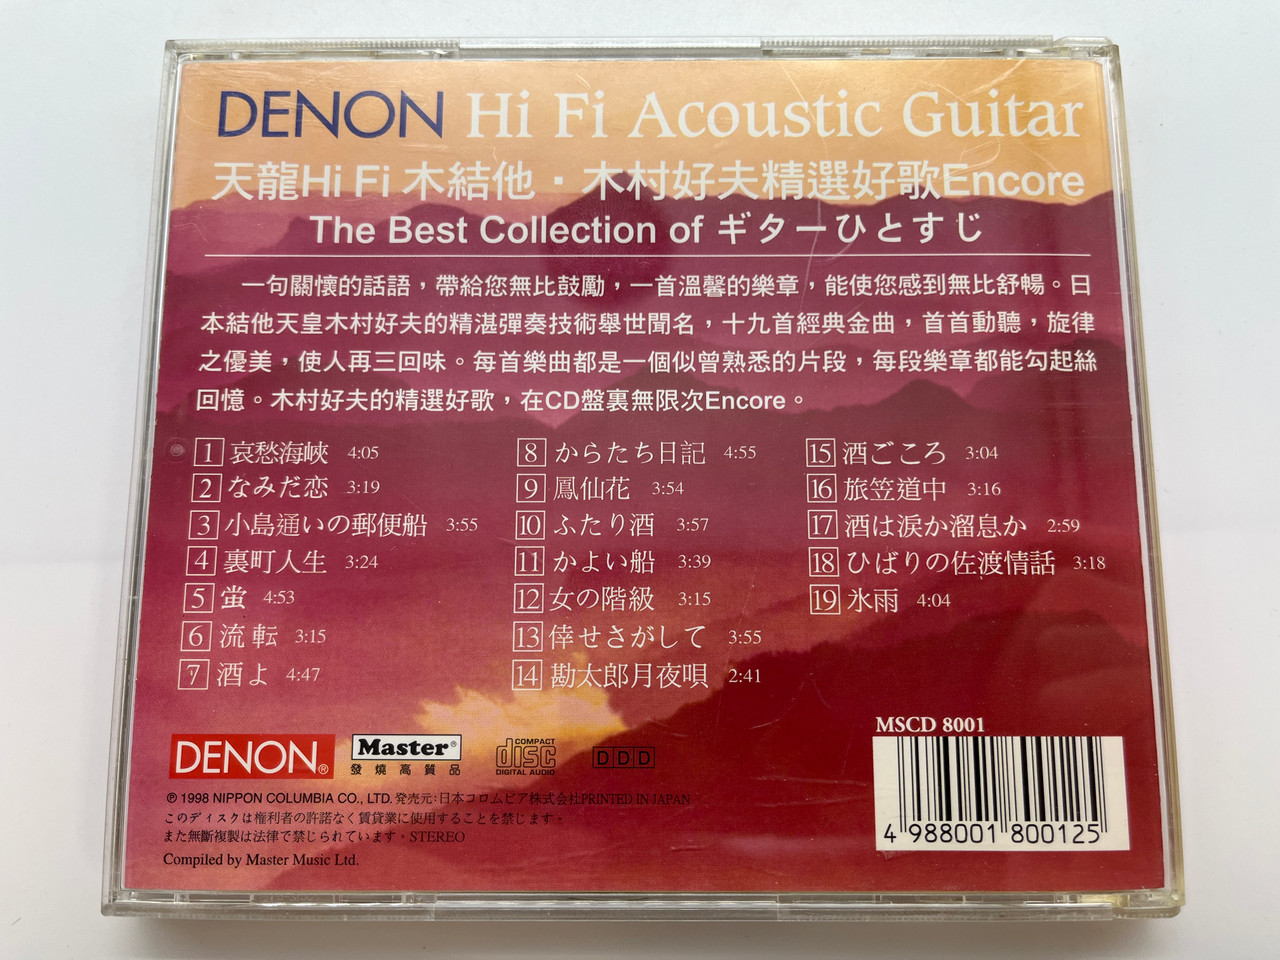 DENON Hi Fi Acoustic Guitar
天龍Hi Fi 木結他·木村好夫精選好歌Encore
The Best Collection of ギターひとすじ
一句關懷的話語，帶給您無比鼓勵，一首溫馨的樂章，能使您感到無比舒暢。日
本結他天皇木村好夫的精湛彈奏技術舉世聞名，十九首經典金曲，首首動聽，旋律
之優美，使人再三回味。每首樂曲都是一個似曾熟悉的片段，每段樂章都能勾起絲
回憶。木村好夫的精選好歌，在CD盤裏無限次Encore。
1 哀愁海峽 4:05
2 なみだ恋 3:19
3 小島通いの郵便船 3:55
4 裏町人生 3:24
5 蛍 4:53
6 流転 3:15
7 酒よ 4:47
8 からたち日記 4:55
9 鳳仙花 3:54
10 ふたり酒 3:57
11 かよい船 3:39
12 女の階級 3:15
13 倖せさがして 3:55
14 勘太郎月夜唄 2:41
15 酒ごころ 3:04
16 旅笠道中 3:16
17 酒は涙か溜息か 2:59
18 ひばりの佐渡情話 3:18
19 氷雨 4:04
DENON®
Master®
發燒高質品
COMPACT
disc
DIGITAL AUDIO
DDD
MSCD 8001
4 988001 800125
℗ 1998 NIPPON COLUMBIA CO., LTD. 発売元:日本コロムビア株式会社PRINTED IN JAPAN
このディスクは権利者の許諾なく賃貸業に使用することを禁じます。
また無断複製は法律で禁じられています。STEREO
Compiled by Master Music Ltd.